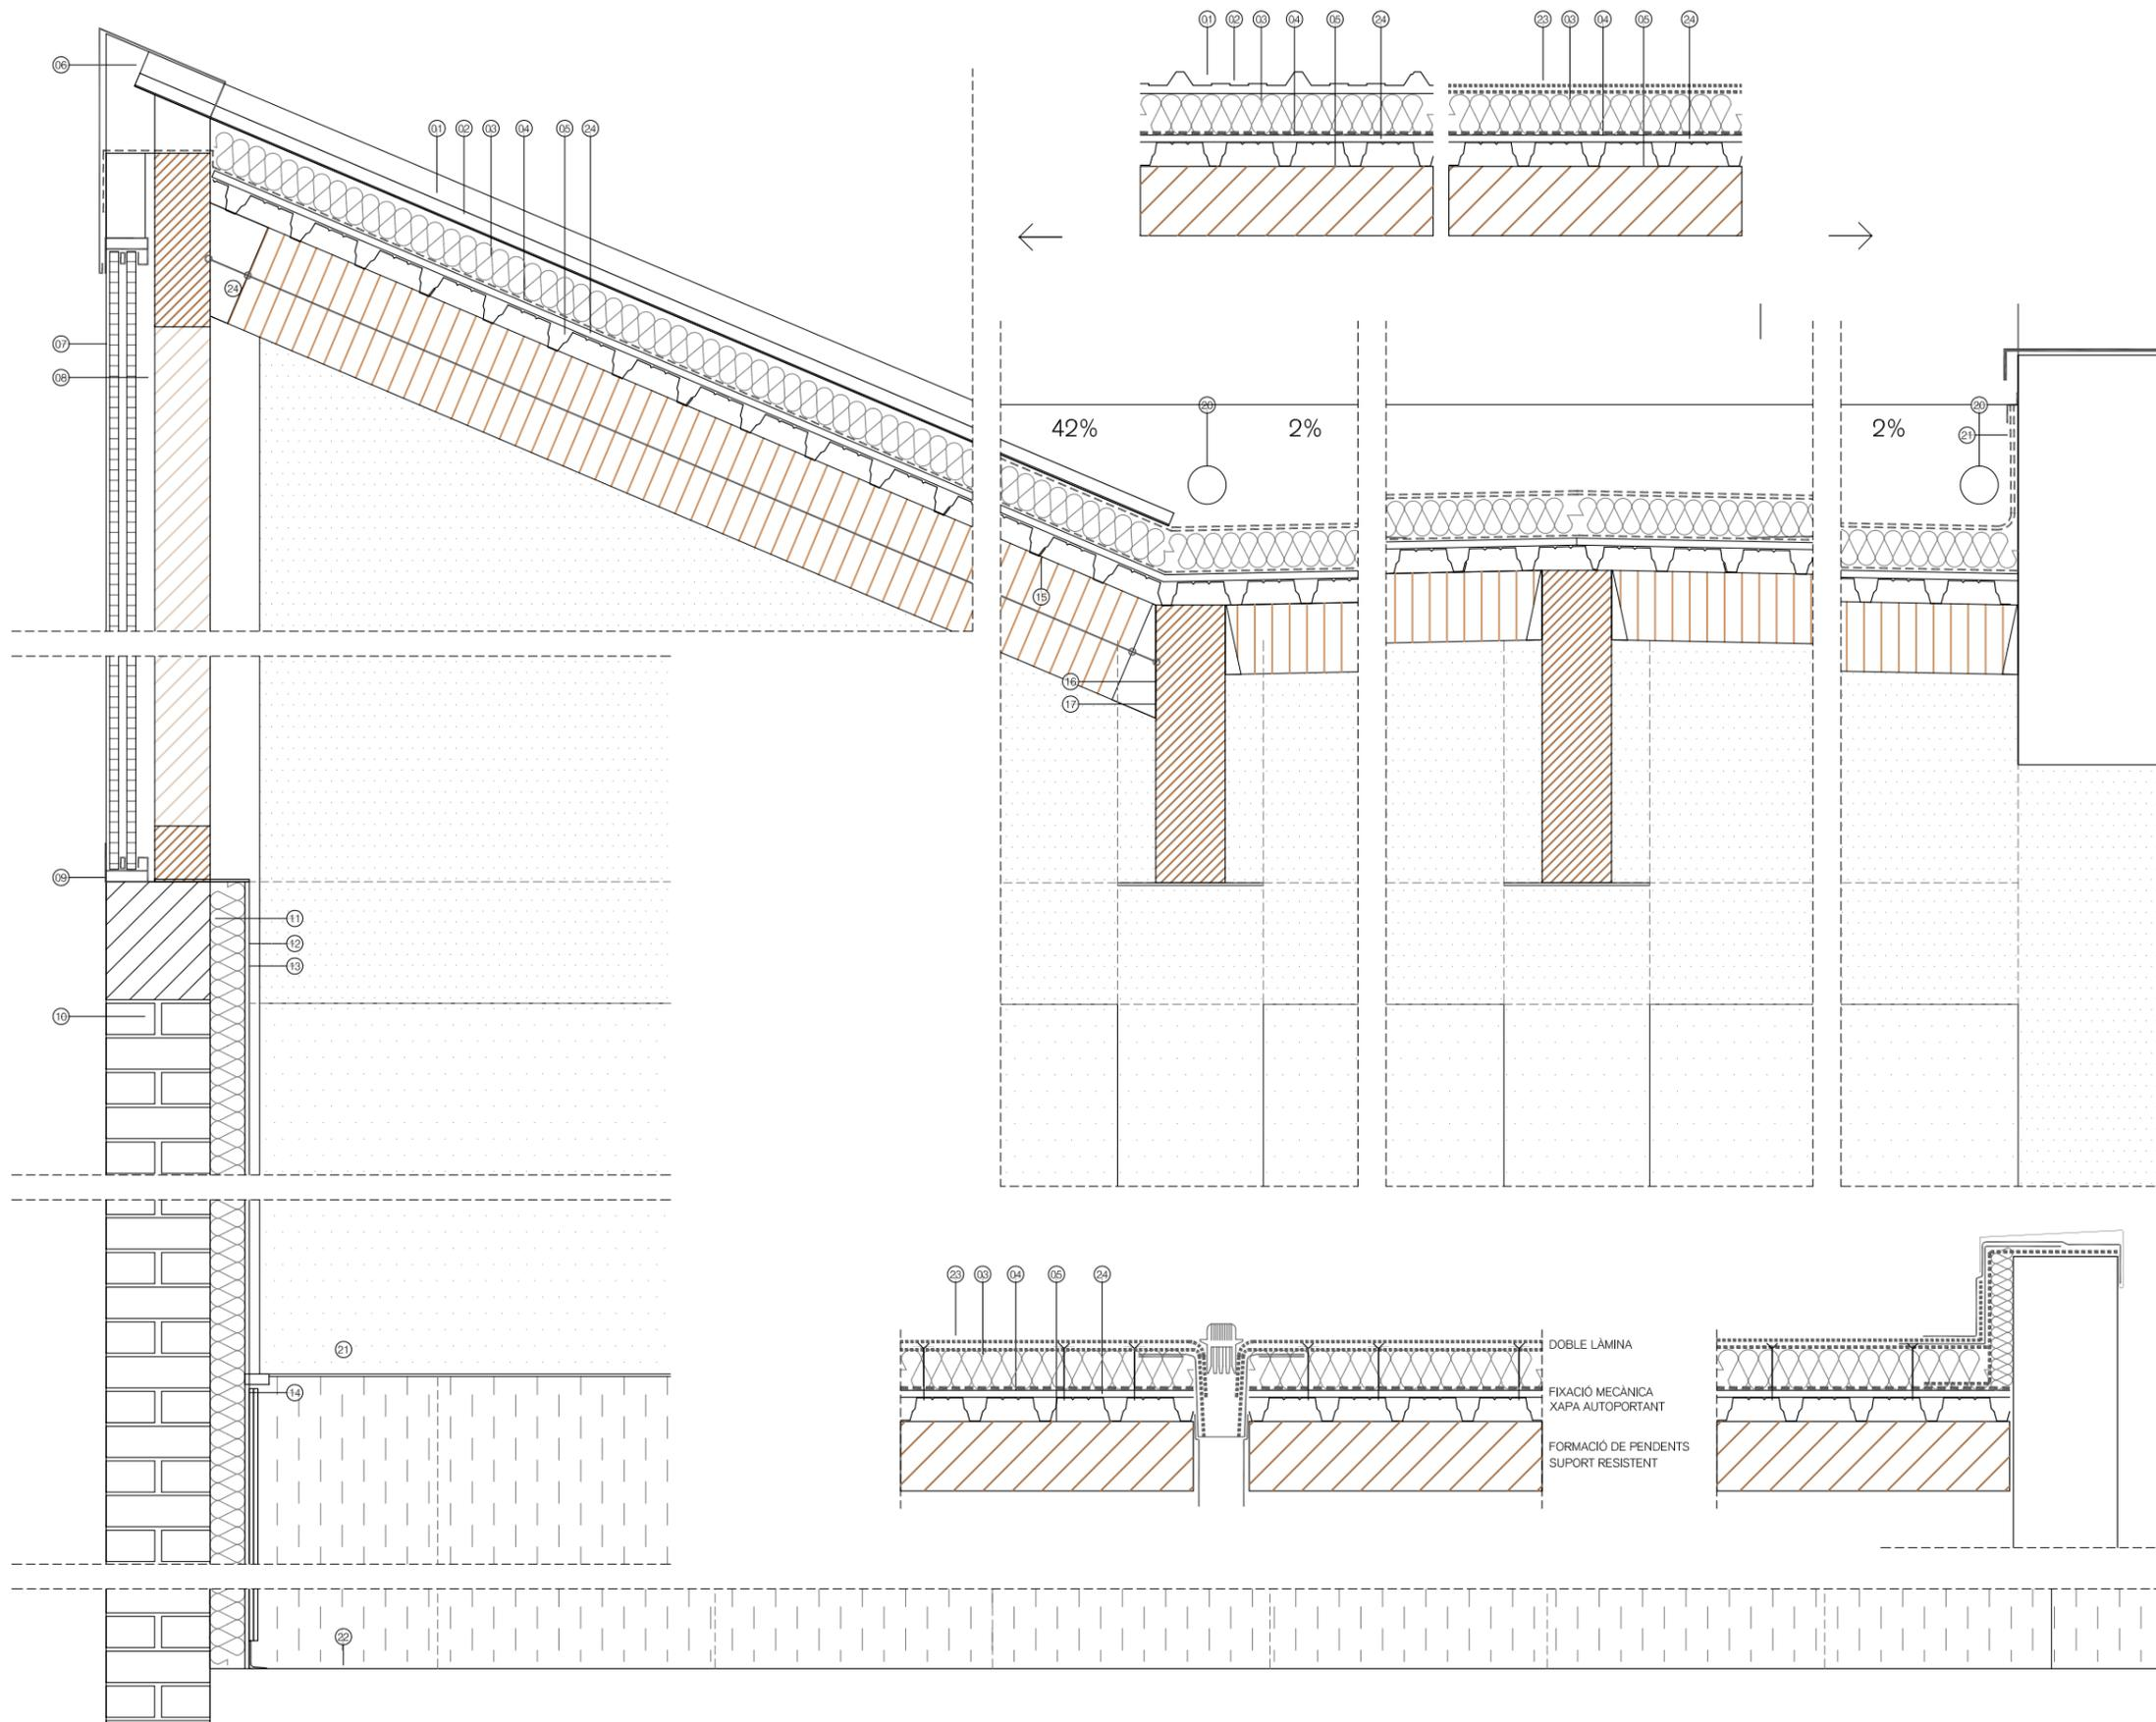 01 02 03 04 05 24
23 03 04 05 24
06
01 02 03 04 05 24
24
07
08
42% 20 2%
2% 20
21
15
16
17
09
11
12
13
10
21
14
23 03 04 05 24
DOBLE LÀMINA
FIXACIÓ MECÀNICA
XAPA AUTOPORTANT
FORMACIÓ DE PENDENTS
SUPORT RESISTENT
22